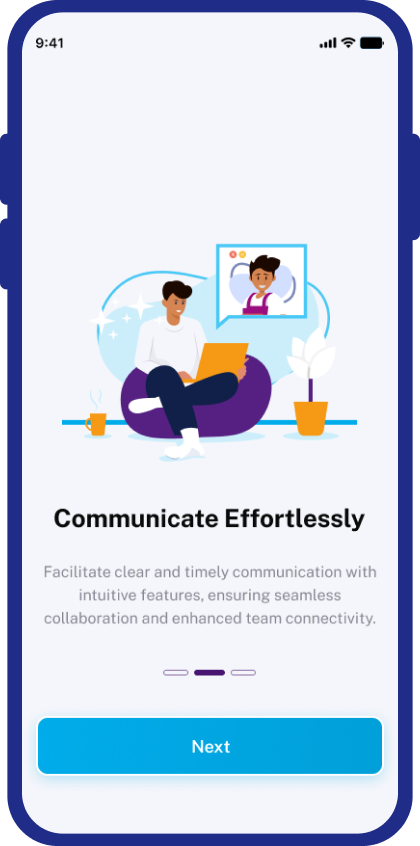 9:41
Communicate Effortlessly
Facilitate clear and timely communication with
intuitive features, ensuring seamless
collaboration and enhanced team connectivity.
Next